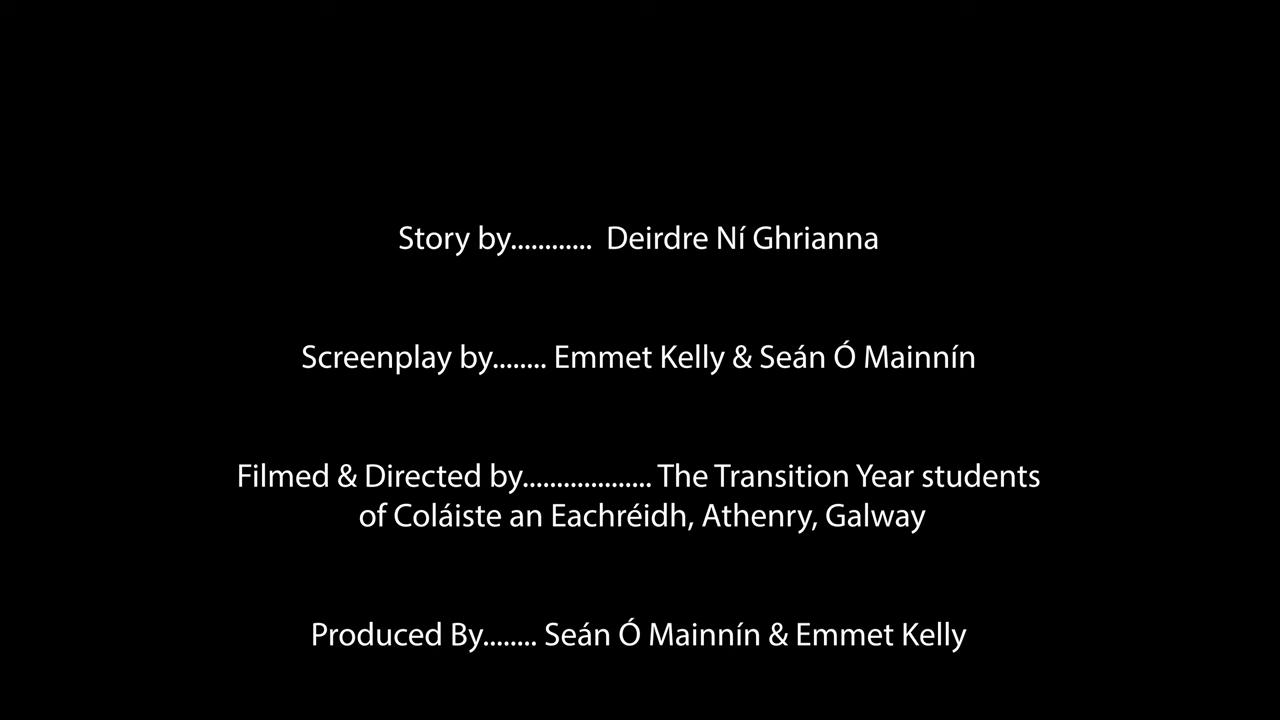 Story by............  Deirdre Ní Ghrianna
Screenplay by........ Emmet Kelly & Seán Ó Mainnín
Filmed & Directed by................... The Transition Year students
of Coláiste an Eachréidh, Athenry, Galway
Produced By........ Seán Ó Mainnín & Emmet Kelly